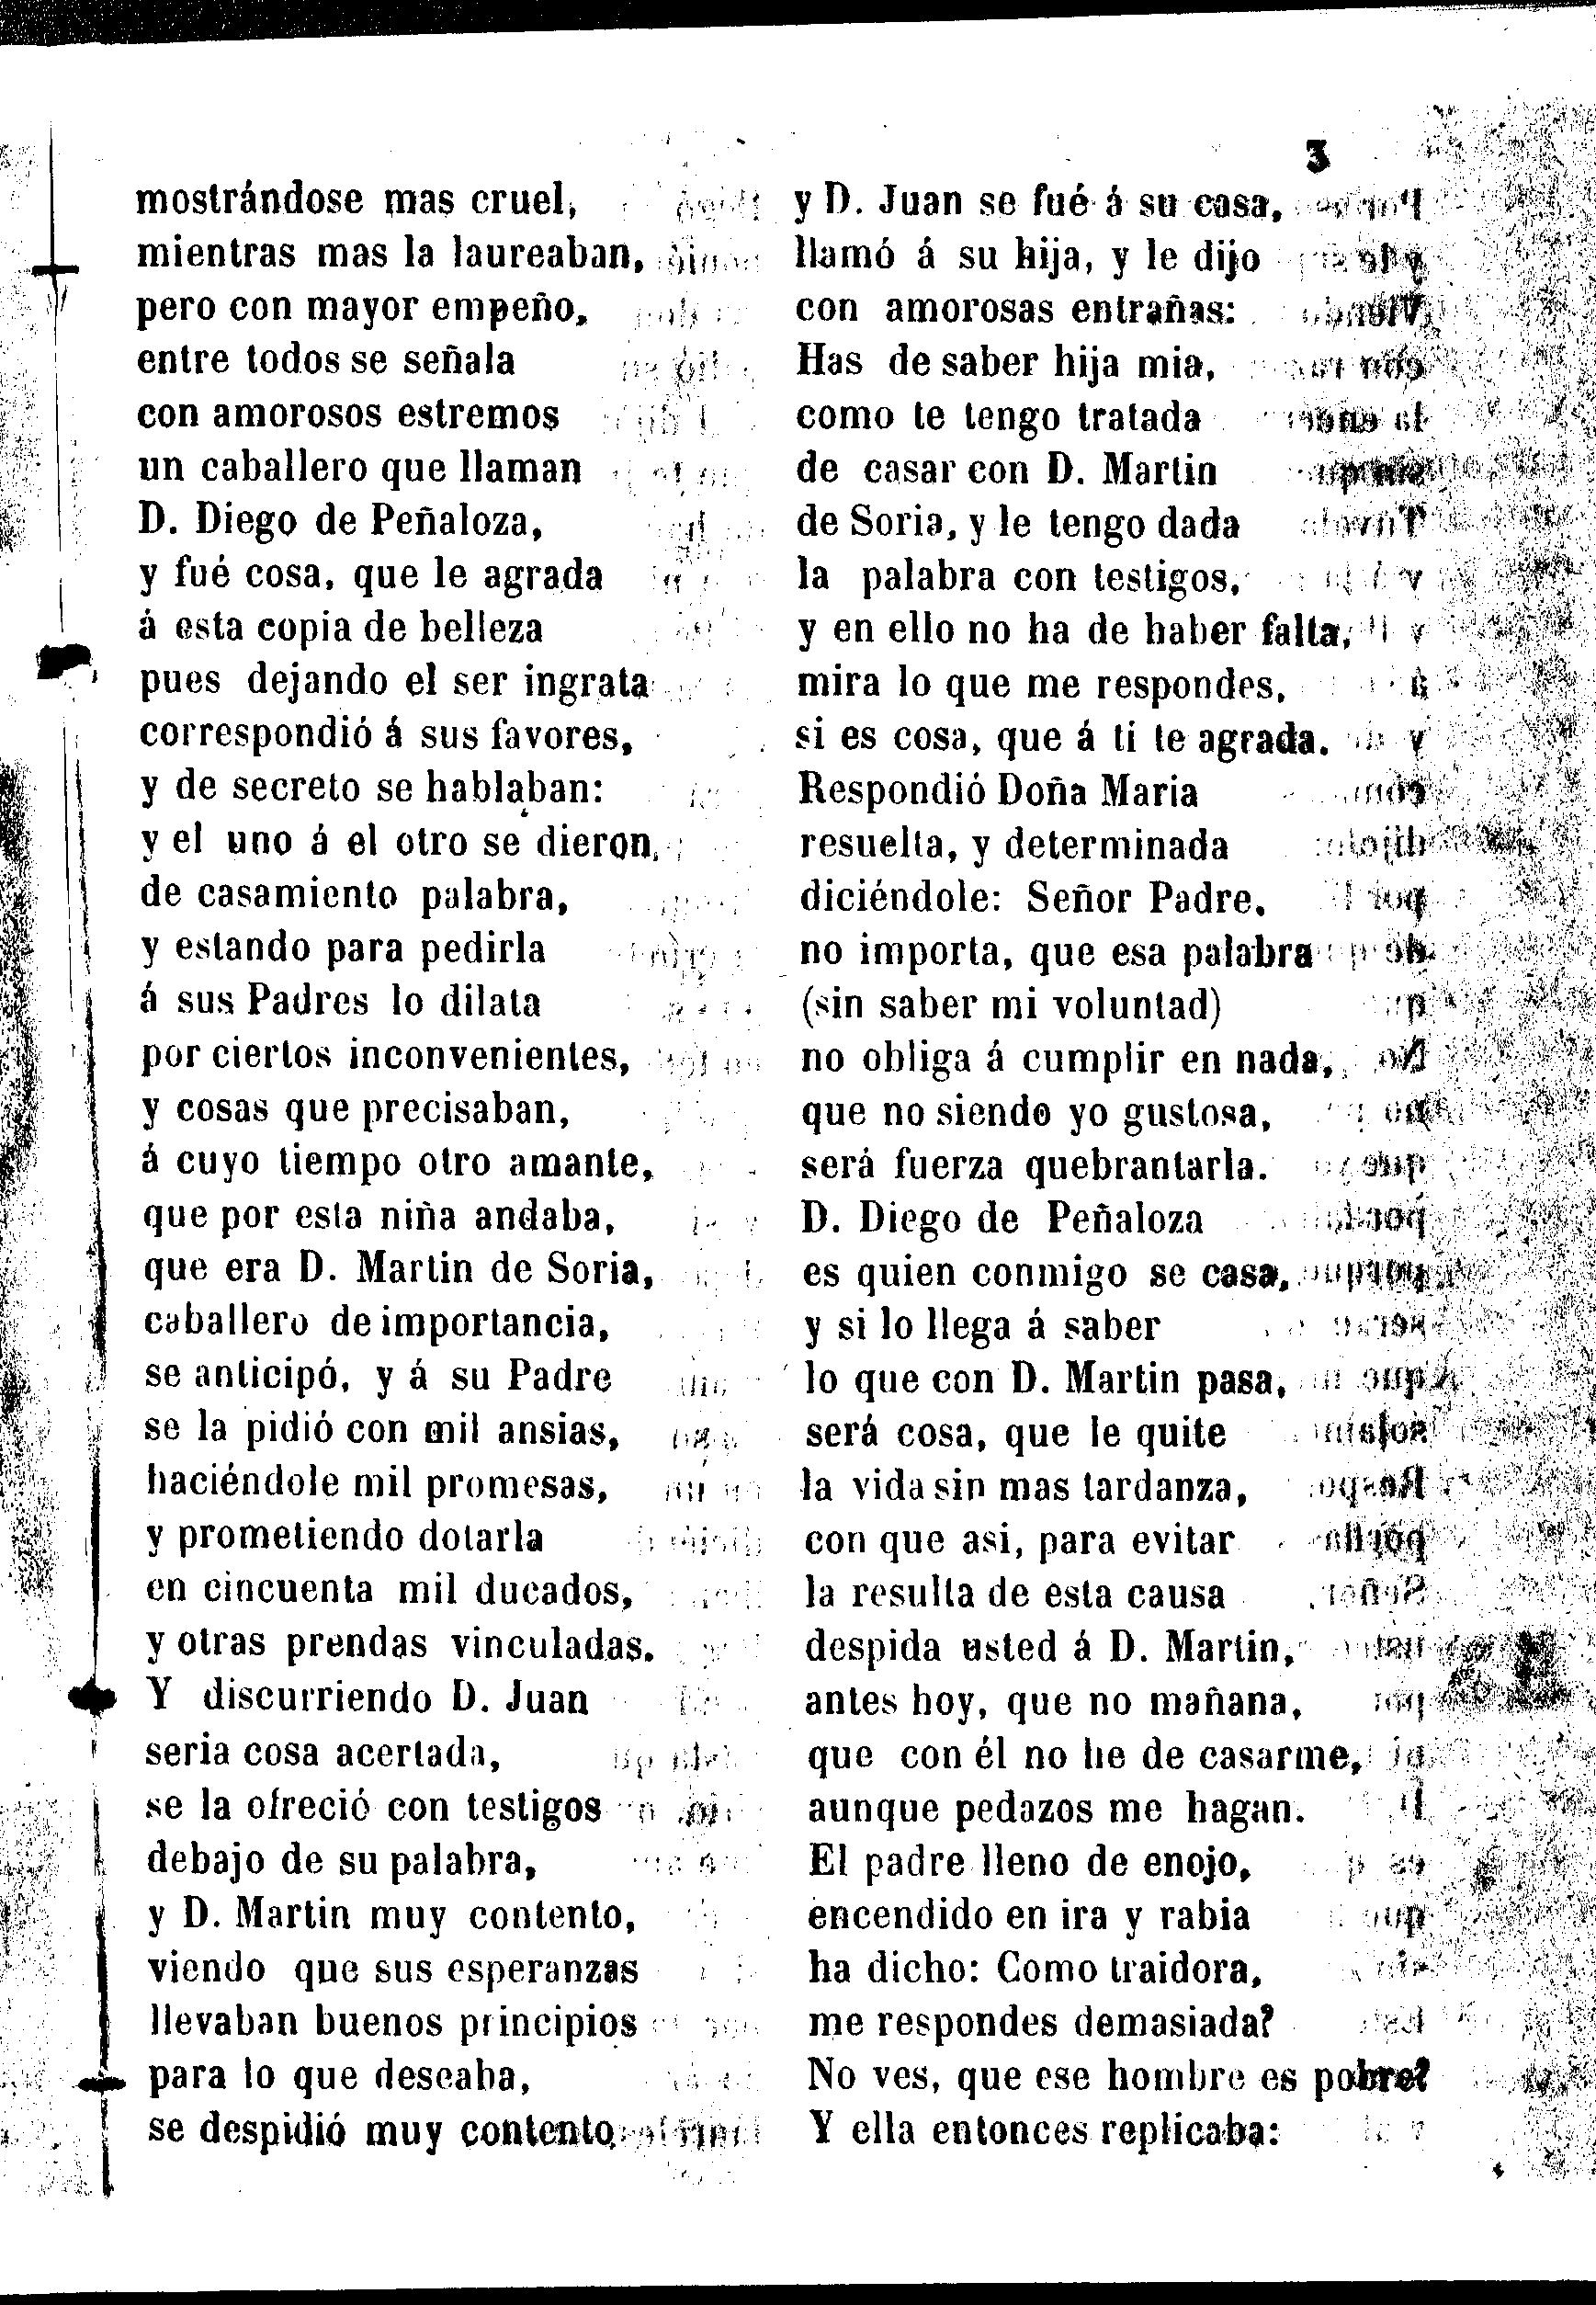 3
mostrándose mas cruel,
mientras mas la laureaban,
pero con mayor empeño,
entre todos se señala
con amorosos estremos
un caballero que llaman
D. Diego de Peñaloza,
y fué cosa, que le agrada
á esta copia de belleza
pues dejando el ser ingrata
correspondió á sus favores,
y de secreto se hablaban:
y el uno á el otro se dieron,
de casamiento palabra,
y estando para pedirla
á sus Padres lo dilata
por ciertos inconvenientes,
y cosas que precisaban,
á cuyo tiempo otro amante,
que por esta niña andaba,
que era D. Martin de Soria,
caballero de importancia,
se anticipó, y á su Padre
se la pidió con mil ansias,
haciéndole mil promesas,
y prometiendo dotarla
en cincuenta mil ducados,
y otras prendas vinculadas.
Y discurriendo D. Juan
seria cosa acertada,
se la ofreció con testigos
debajo de su palabra,
y D. Martin muy contento,
viendo que sus esperanzas
llevaban buenos principios
para lo que deseaba,
se despidió muy contento
y D. Juan se fué á su casa,
llamó á su hija, y le dijo
con amorosas entrañas:
Has de saber hija mia,
como te tengo tratada
de casar con D. Martin
de Soria, y le tengo dada
la palabra con testigos,
y en ello no ha de haber falta,
mira lo que me respondes,
si es cosa, que á ti te agrada.
Respondió Doña Maria
resuelta, y determinada
diciéndole: Señor Padre,
no importa, que esa palabra
(sin saber mi voluntad)
no obliga á cumplir en nada,
que no siendo yo gustosa,
será fuerza quebrantarla.
D. Diego de Peñaloza
es quien conmigo se casa,
y si lo llega á saber
lo que con D. Martin pasa,
será cosa, que le quite
la vida sin mas tardanza,
con que asi, para evitar
la resulta de esta causa
despida usted á D. Martin,
antes hoy, que no mañana,
que con él no he de casarme,
aunque pedazos me hagan.
El padre lleno de enojo,
encendido en ira y rabia
ha dicho: Como traidora,
me respondes demasiada?
No ves, que ese hombre es pobre?
Y ella entonces replicaba: